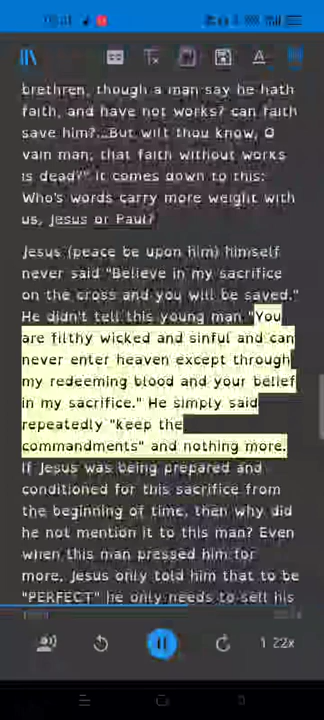 brethren, though a man say he hath
faith, and have not works? can faith
save him?...But wilt thou know, O
vain man, that faith without works
is dead?" It comes down to this:
Who's words carry more weight with
us, Jesus or Paul?
Jesus (peace be upon him) himself
never said "Believe in my sacrifice
on the cross and you will be saved."
He didn't tell this young man "You
are filthy wicked and sinful and can
never enter heaven except through
my redeeming blood and your belief
in my sacrifice." He simply said
repeatedly "keep the
commandments" and nothing more.
If Jesus was being prepared and
conditioned for this sacrifice from
the beginning of time, then why did
he not mention it to this man? Even
when this man pressed him for
more, Jesus only told him that to be
"PERFECT" he only needs to sell his
1.22x